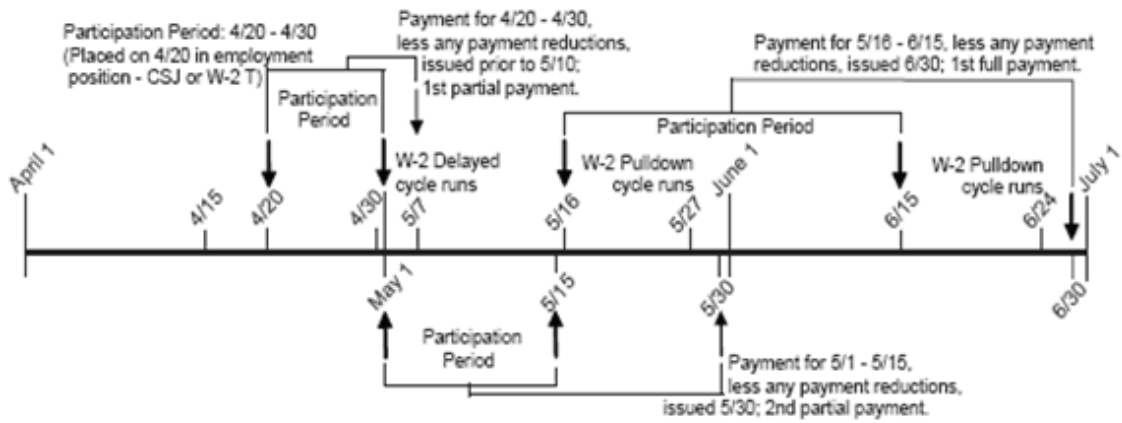 Participation Period: 4/20 - 4/30
(Placed on 4/20 in employment
position - CSJ or W-2 T)
Payment for 4/20 - 4/30,
less any payment reductions,
issued prior to 5/10;
1st partial payment.
Payment for 5/16 - 6/15, less any payment
reductions, issued 6/30; 1st full payment.
Participation
Period
Participation Period
W-2 Delayed
cycle runs
W-2 Pulldown
cycle runs
W-2 Pulldown
cycle runs
April 1
4/15
4/20
4/30
5/7
5/16
5/27
June 1
6/15
6/24
July 1
May 1
5/15
5/30
6/30
Participation
Period
Payment for 5/1 - 5/15,
less any payment reductions,
issued 5/30; 2nd partial payment.